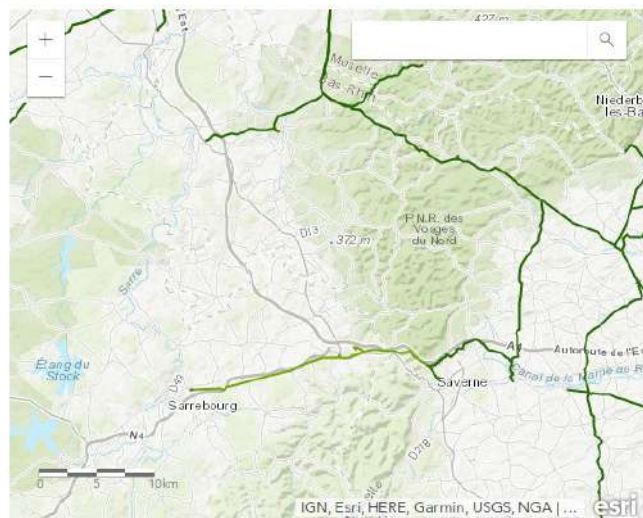 +
−
l'Est
427 m
Moselle
Bas-Rhin
Niederb
les-Ba
D13
372 m
P.N.R. des
Vosges
du Nord
Sarre
Étang du
Stock
D43
A4
Autoroute de l'E
Saverne
Canal de la Marne au R
Sarrebourg
N4
D218
0 5 10km
IGN, Esri, HERE, Garmin, USGS, NGA | ...
esri